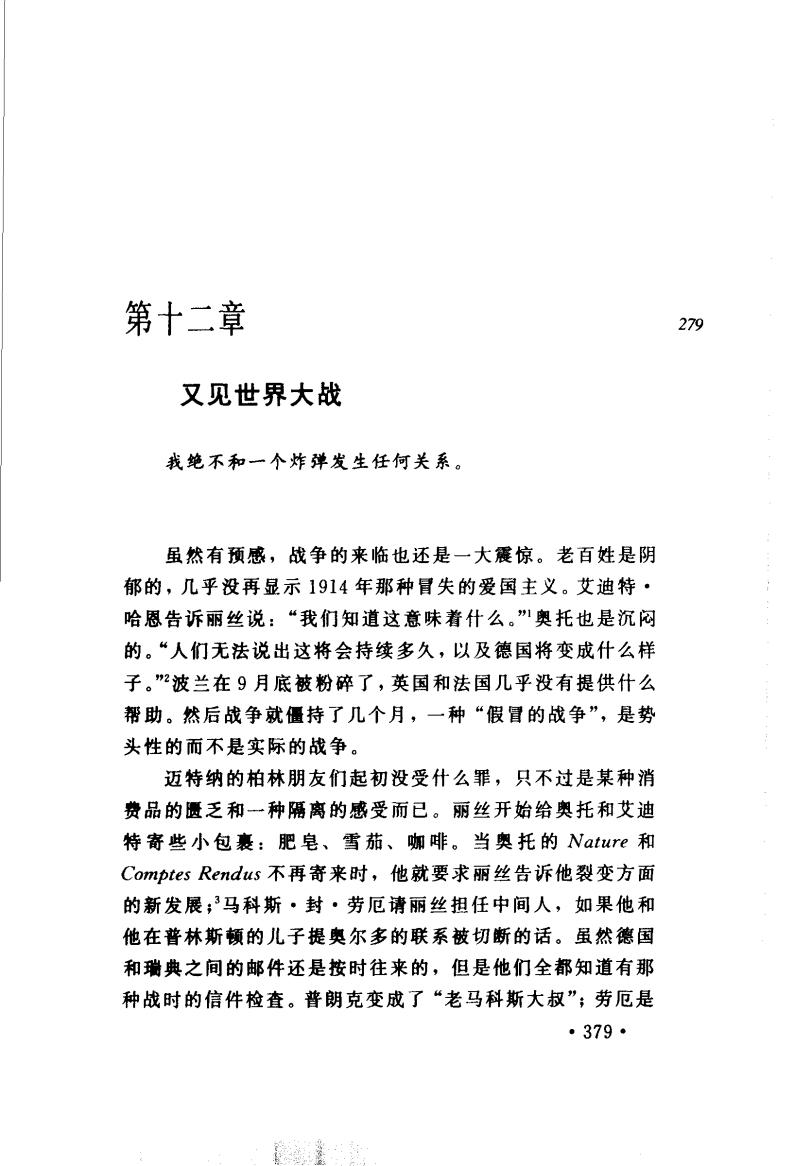 第十二章
279
又见世界大战
我绝不和一个炸弹发生任何关系。
虽然有预感，战争的来临也还是一大震惊。老百姓是阴
郁的，几乎没再显示 1914 年那种冒失的爱国主义。艾迪特·
哈恩告诉丽丝说：“我们知道这意味着什么。”¹奥托也是沉闷
的。“人们无法说出这将会持续多久，以及德国将变成什么样
子。”²波兰在 9 月底被粉碎了，英国和法国几乎没有提供什么
帮助。然后战争就僵持了几个月，一种“假冒的战争”，是势
头性的而不是实际的战争。
迈特纳的柏林朋友们起初没受什么罪，只不过是某种消
费品的匮乏和一种隔离的感受而已。丽丝开始给奥托和艾迪
特寄些小包裹：肥皂、雪茄、咖啡。当奥托的 Nature 和
Comptes Rendus 不再寄来时，他就要求丽丝告诉他裂变方面
的新发展；³马科斯·封·劳厄请丽丝担任中间人，如果他和
他在普林斯顿的儿子提奥尔多的联系被切断的话。虽然德国
和瑞典之间的邮件还是按时往来的，但是他们全都知道有那
种战时的信件检查。普朗克变成了“老马科斯大叔”；劳厄是
·379·